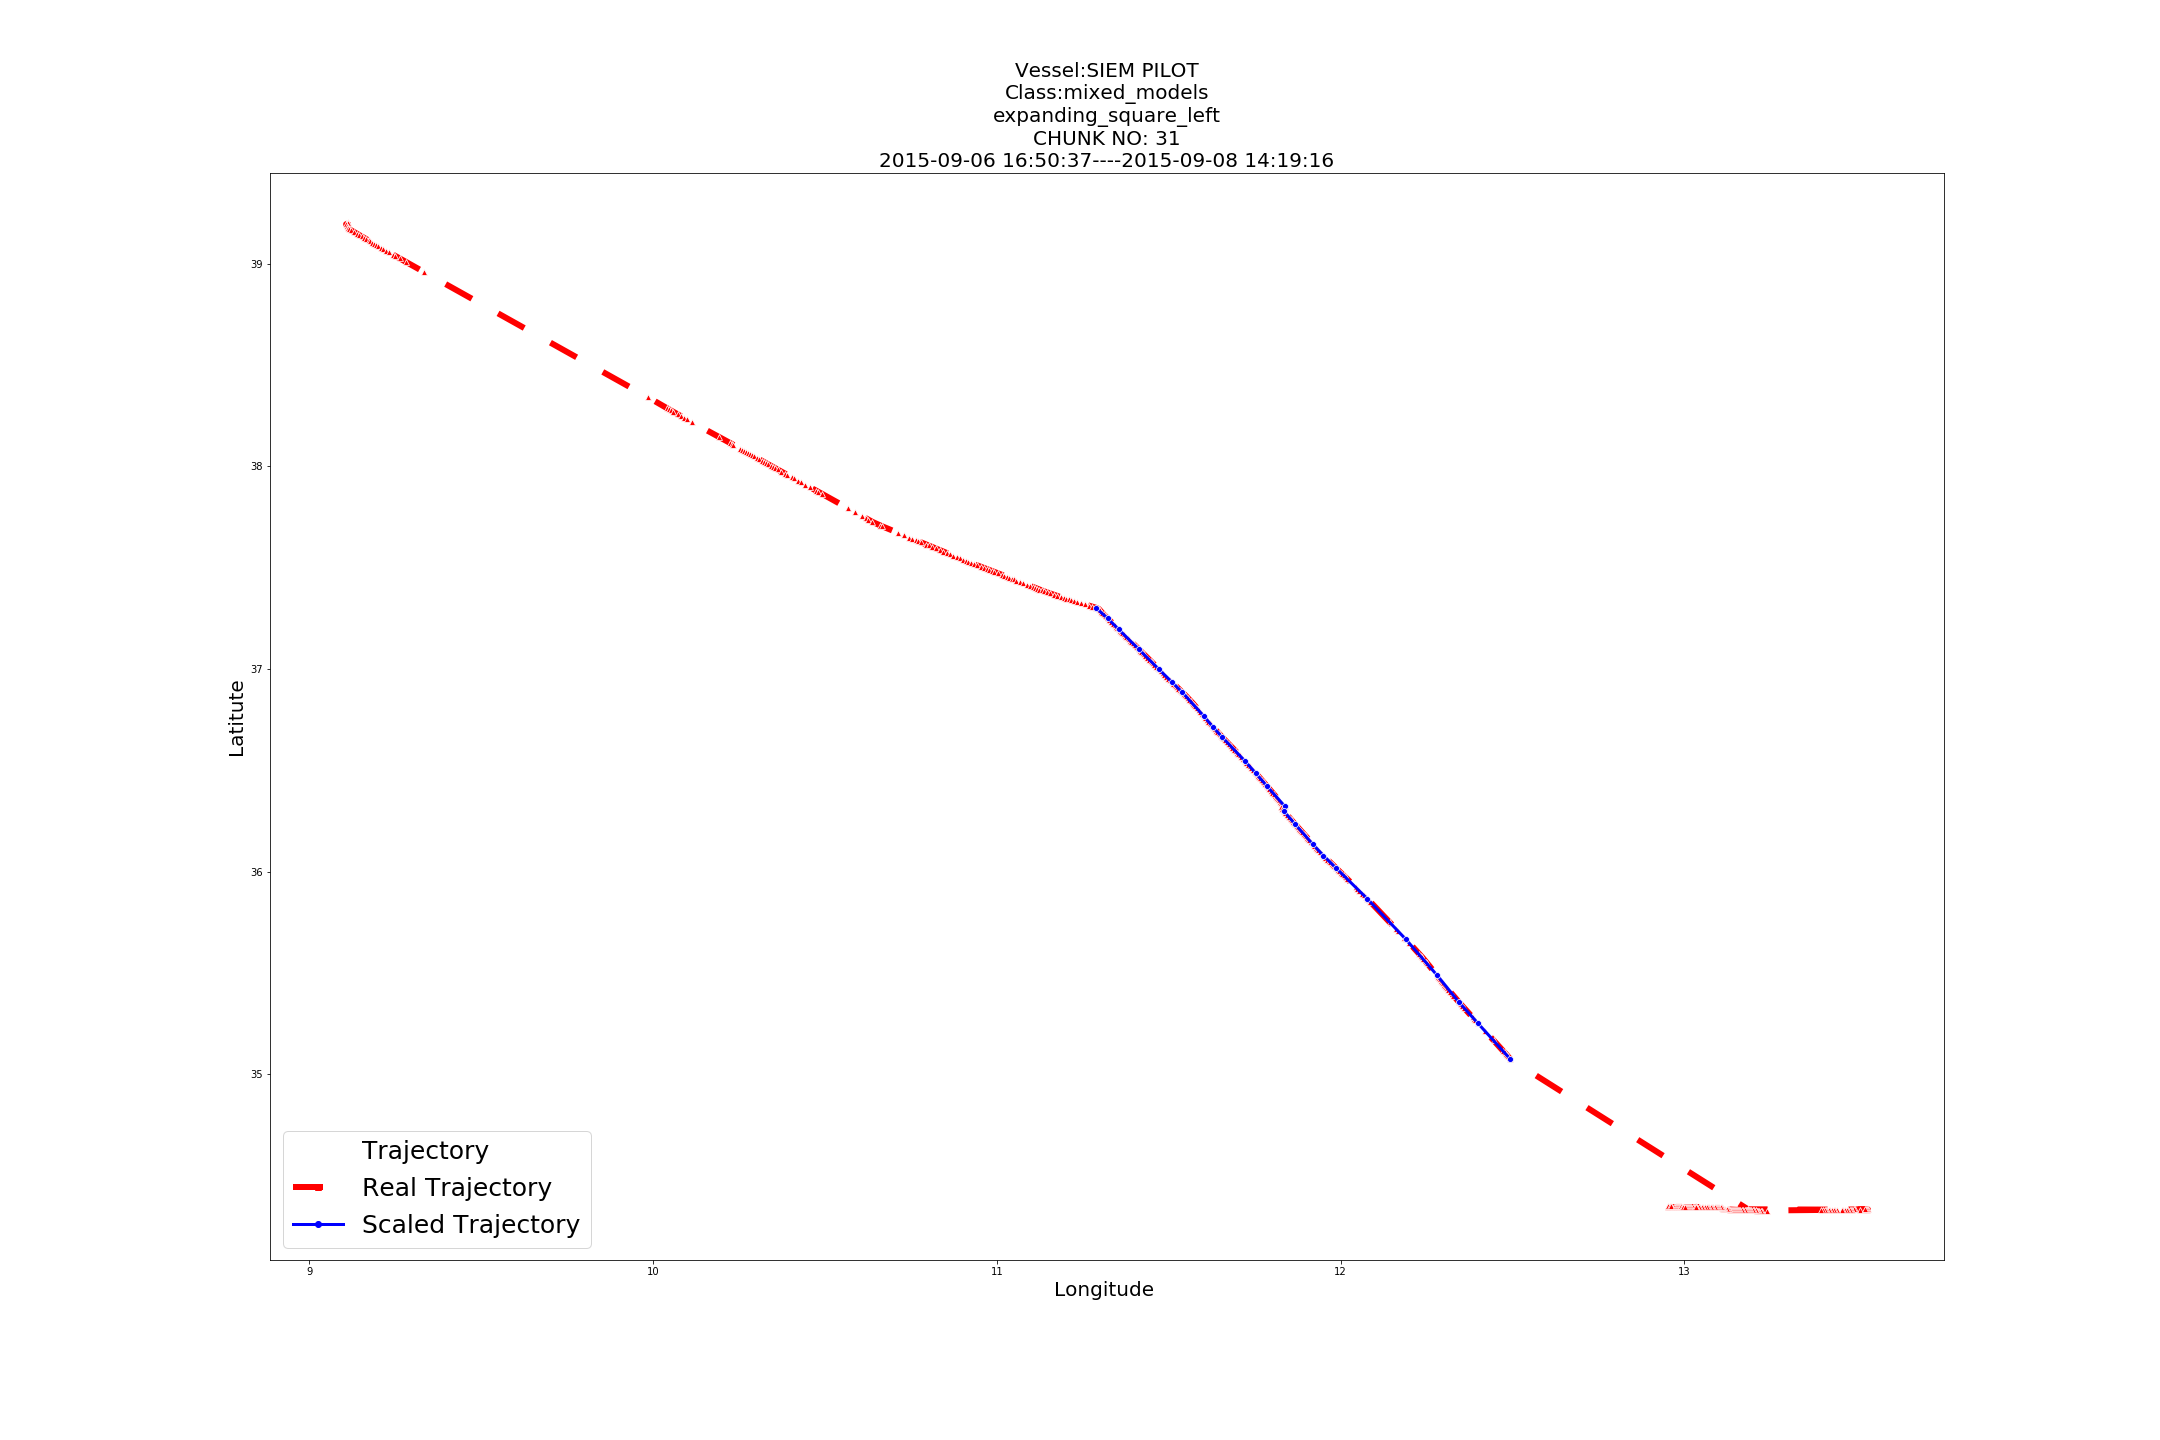 Vessel:SIEM PILOT
Class:mixed_models
expanding_square_left
CHUNK NO: 31
2015-09-06 16:50:37----2015-09-08 14:19:16
39
38
37
36
35
Latitute
Trajectory
Real Trajectory
Scaled Trajectory
9
10
11
12
13
Longitude